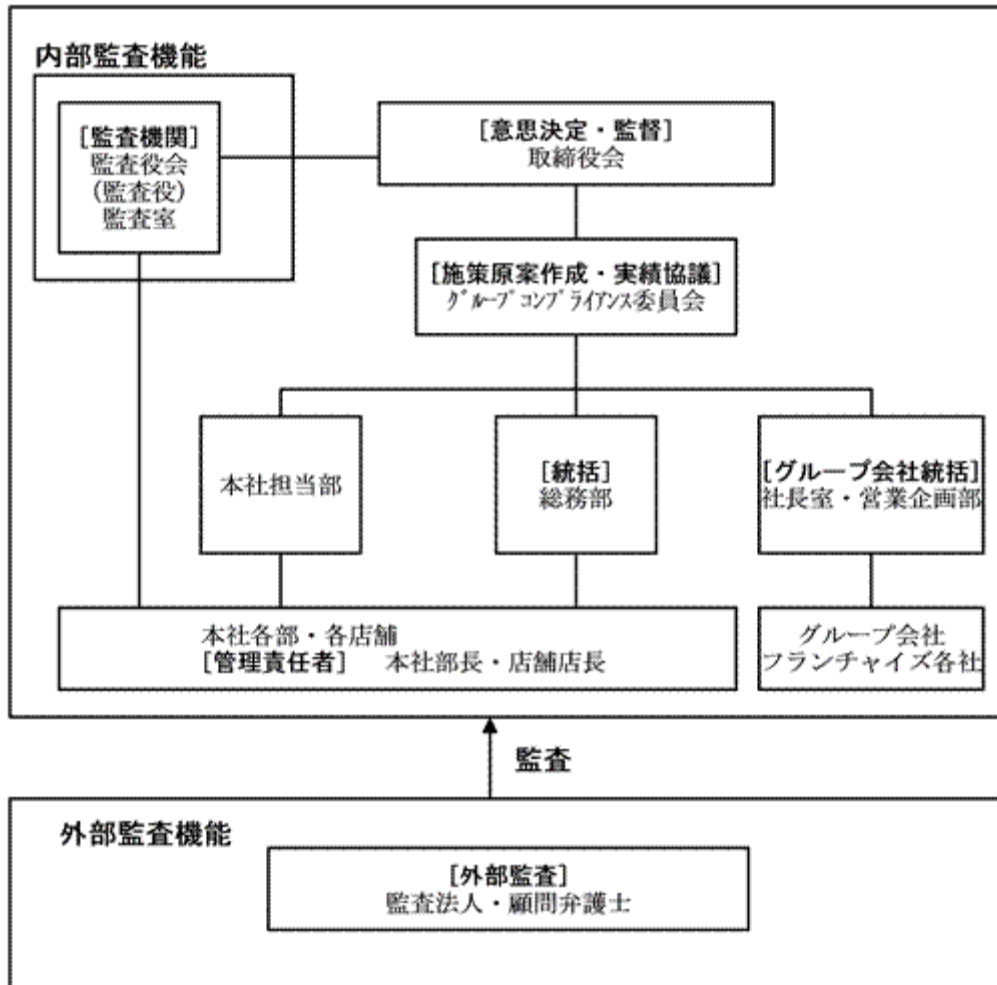 内部監査機能
[監査機関]
監査役会
(監査役)
監査室
[意思決定・監督]
取締役会
[施策原案作成・実績協議]
ｸﾞﾙｰﾌﾟｺﾝﾌﾟﾗｲｱﾝｽ委員会
本社担当部
[統括]
総務部
[グループ会社統括]
社長室・営業企画部
本社各部・各店舗
[管理責任者]　本社部長・店舗店長
グループ会社
フランチャイズ各社
監査
外部監査機能
[外部監査]
監査法人・顧問弁護士